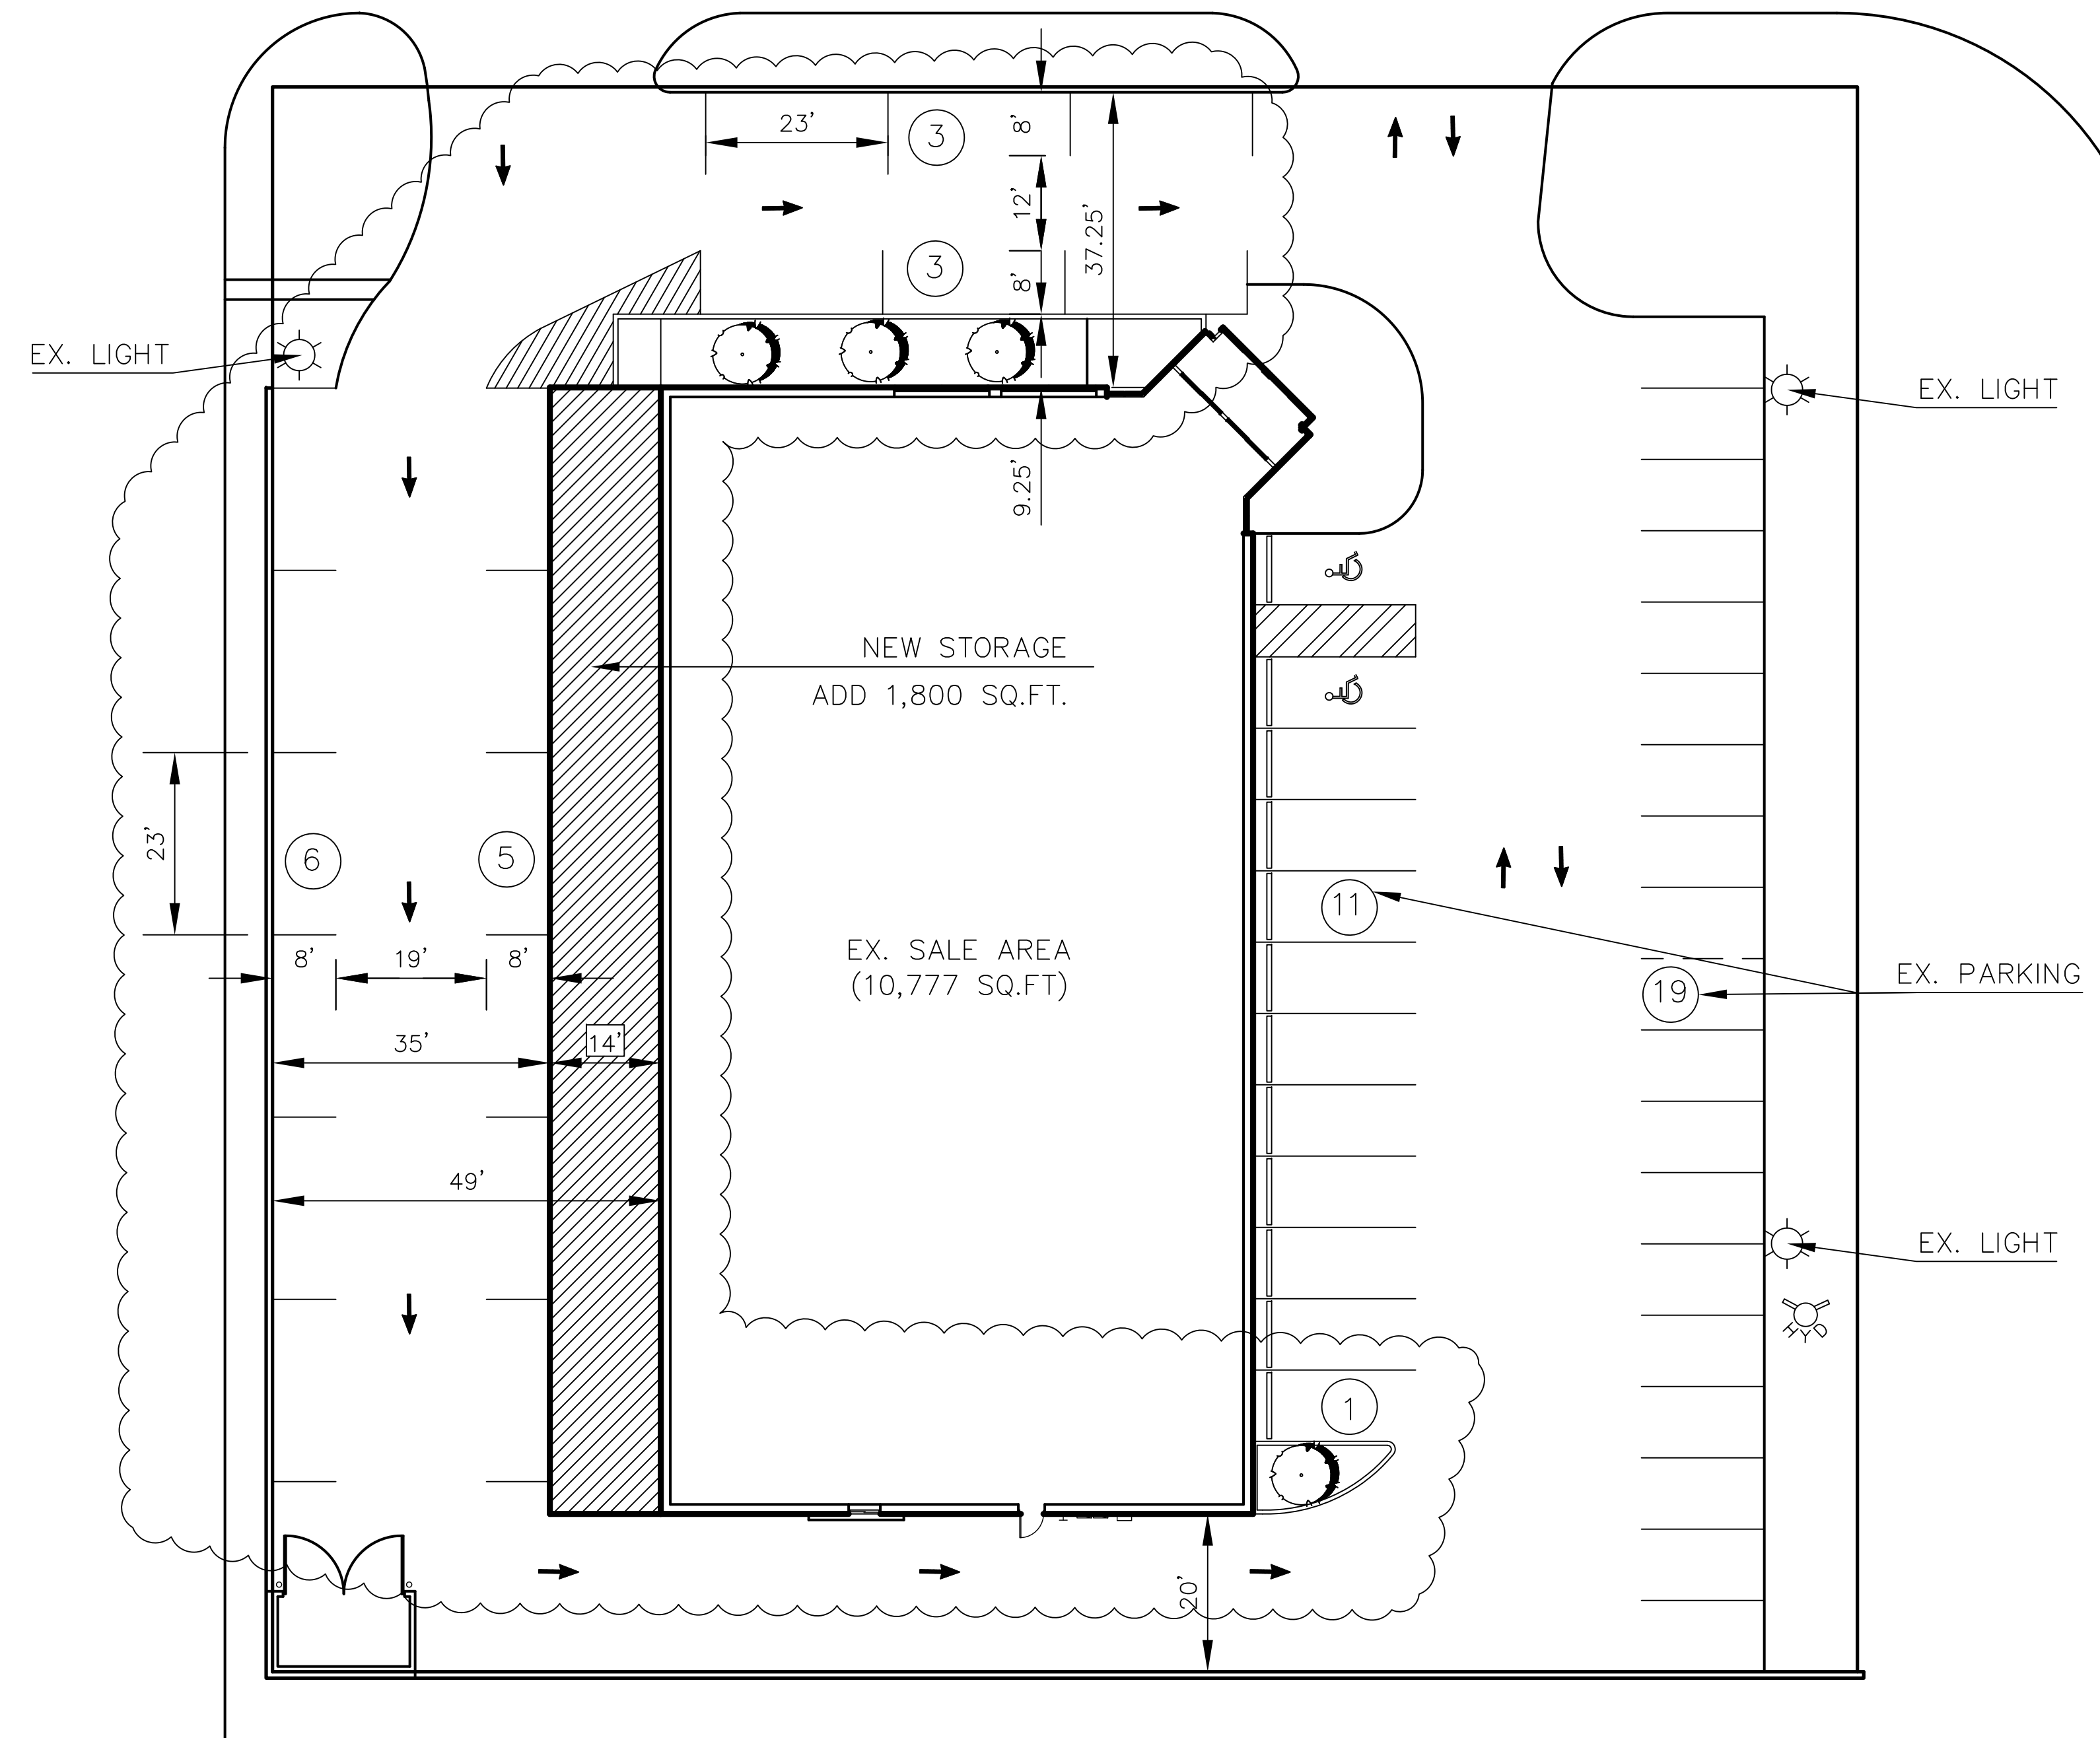 23'
3
8'
12'
37.25'
3
8'
EX. LIGHT
EX. LIGHT
9.25'
NEW STORAGE
ADD 1,800 SQ.FT.
23'
6
5
11
EX. SALE AREA
(10,777 SQ.FT)
8'
19'
8'
EX. PARKING
19
35'
14'
49'
EX. LIGHT
HYD
1
20'